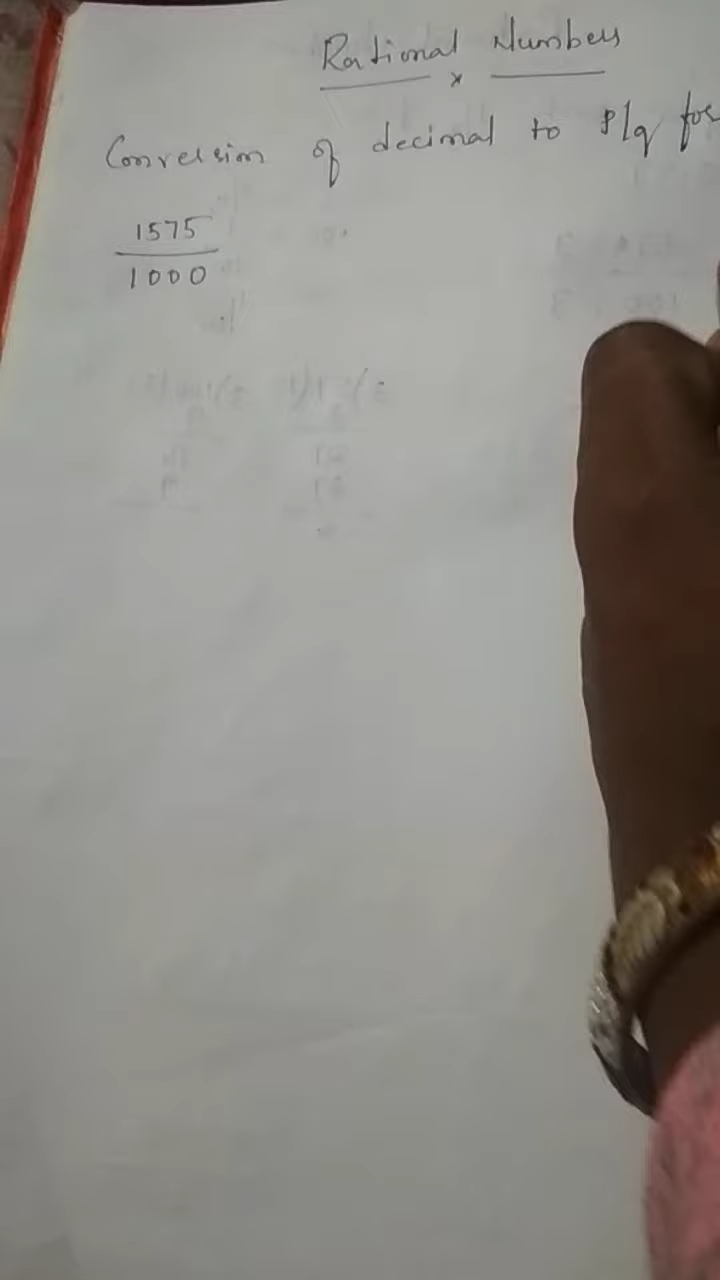 Rational Numbers
x
Conversion of decimal to P/q for
1575
1000